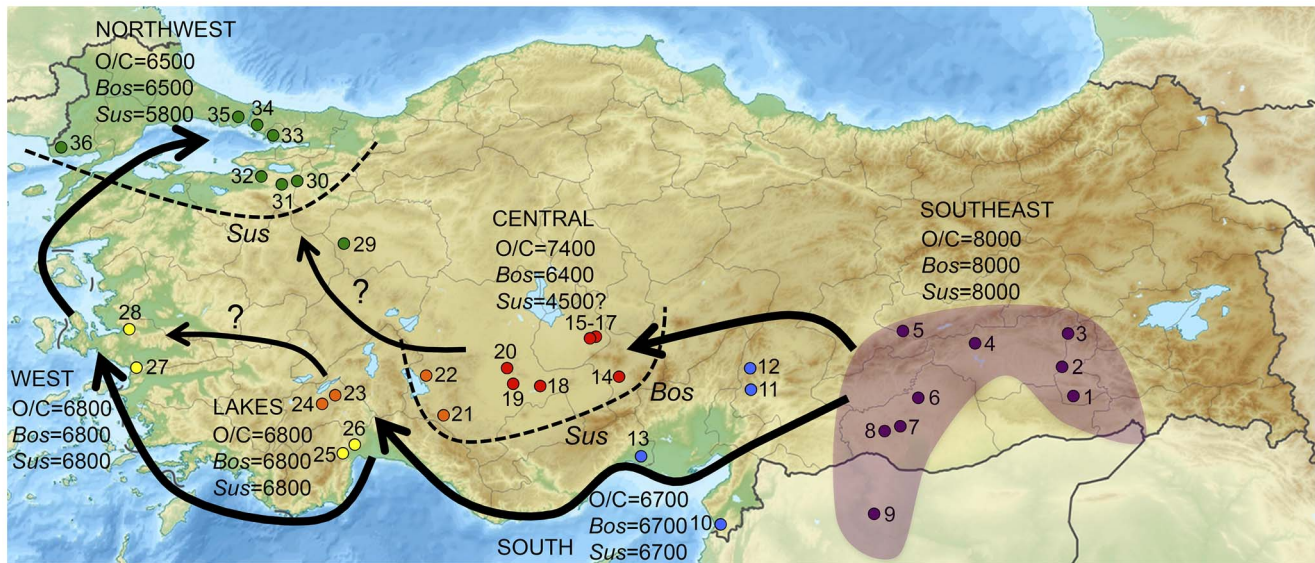 NORTHWEST
O/C=6500
Bos=6500
Sus=5800
35
34
33
36
32
30
31
Sus
29
?
CENTRAL
O/C=7400
Bos=6400
Sus=4500?
15-17
SOUTHEAST
O/C=8000
Bos=8000
Sus=8000
5
4
3
2
1
28
?
27
20
19
18
14
12
11
Bos
6
7
8
9
22
21
Sus
23
24
WEST
O/C=6800
Bos=6800
Sus=6800
LAKES
O/C=6800
Bos=6800
Sus=6800
26
25
13
O/C=6700
Bos=6700
Sus=6700
10
SOUTH